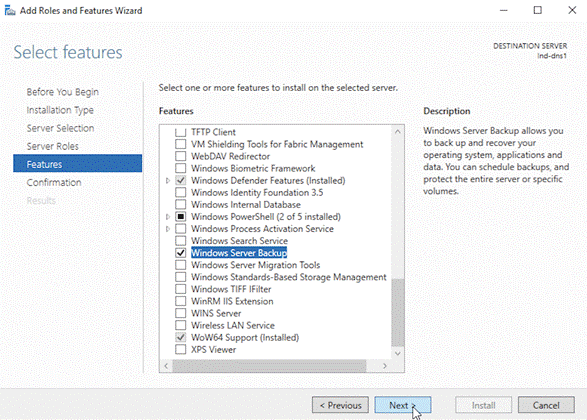 Add Roles and Features Wizard
Select features
DESTINATION SERVER
lnd-dns1
Before You Begin
Installation Type
Server Selection
Server Roles
Features
Confirmation
Results
Select one or more features to install on the selected server.
Features
TFTP Client
VM Shielding Tools for Fabric Management
WebDAV Redirector
Windows Biometric Framework
Windows Defender Features (Installed)
Windows Identity Foundation 3.5
Windows Internal Database
Windows PowerShell (2 of 5 installed)
Windows Process Activation Service
Windows Search Service
Windows Server Backup
Windows Server Migration Tools
Windows Standards-Based Storage Management
Windows TIFF IFilter
WinRM IIS Extension
WINS Server
Wireless LAN Service
WoW64 Support (Installed)
XPS Viewer
Description
Windows Server Backup allows you
to back up and recover your
operating system, applications and
data. You can schedule backups, and
protect the entire server or specific
volumes.
< Previous
Next >
Install
Cancel